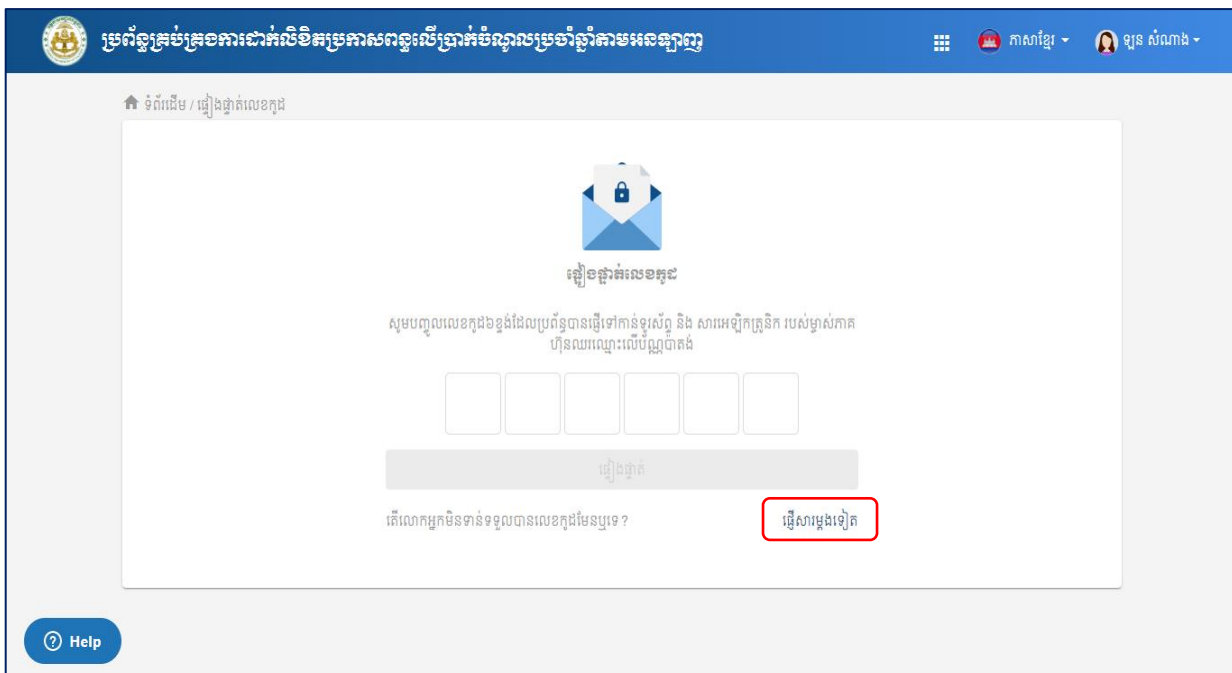 ប្រព័ន្ធគ្រប់គ្រងការដាក់លិខិតប្រកាសពន្ធលើប្រាក់ចំណូលប្រចាំឆ្នាំតាមអនឡាញ
ភាសាខ្មែរ
ឡុន សំណាង
ទំព័រដើម / ផ្ទៀងផ្ទាត់លេខកូដ
ផ្ទៀងផ្ទាត់លេខកូដ
សូមបញ្ចូលលេខកូដ៦ខ្ទង់ដែលប្រព័ន្ធបានផ្ញើទៅកាន់ទូរស័ព្ទ និង សារអេឡិកត្រូនិក របស់ម្ចាស់ភាគ
ហ៊ុនឈរឈ្មោះលើប័ណ្ណប៉ាតង់
ផ្ទៀងផ្ទាត់
តើលោកអ្នកមិនទាន់ទទួលបានលេខកូដមែនឬទេ?
ផ្ញើសារម្តងទៀត
Help